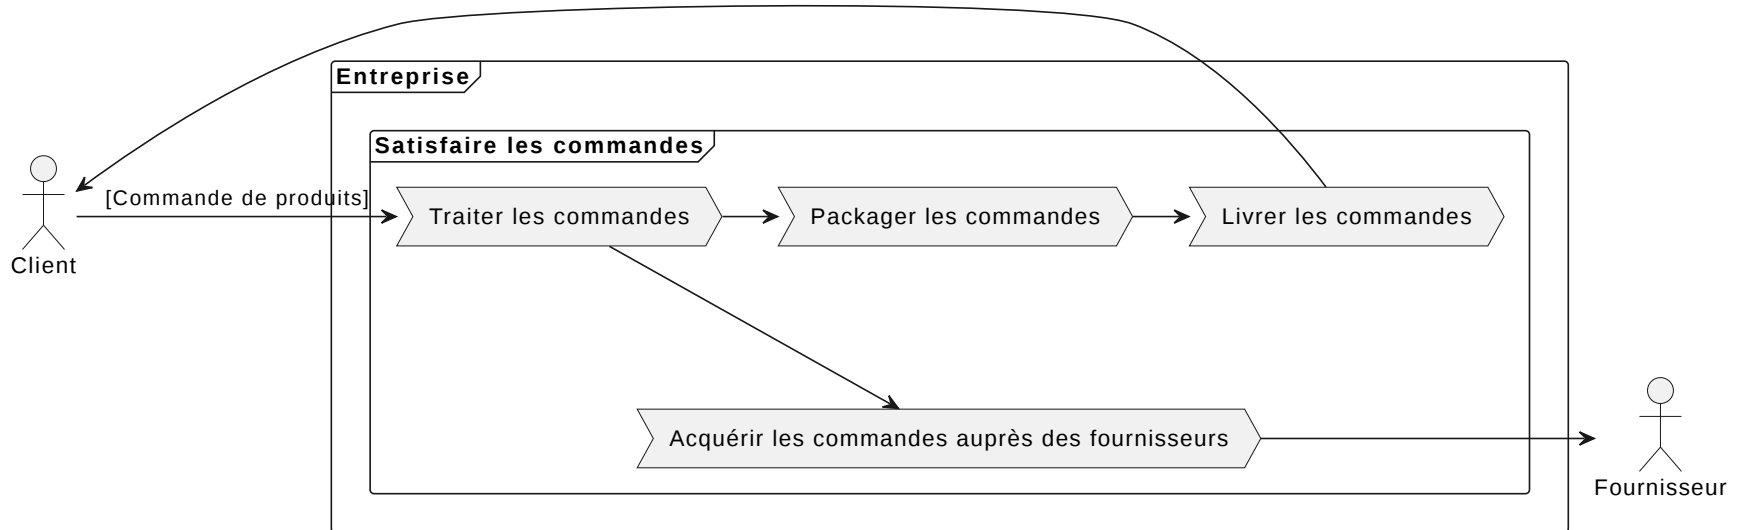 Entreprise
Satisfaire les commandes
[Commande de produits]
Traiter les commandes
Packager les commandes
Livrer les commandes
Client
Acquérir les commandes auprès des fournisseurs
Fournisseur